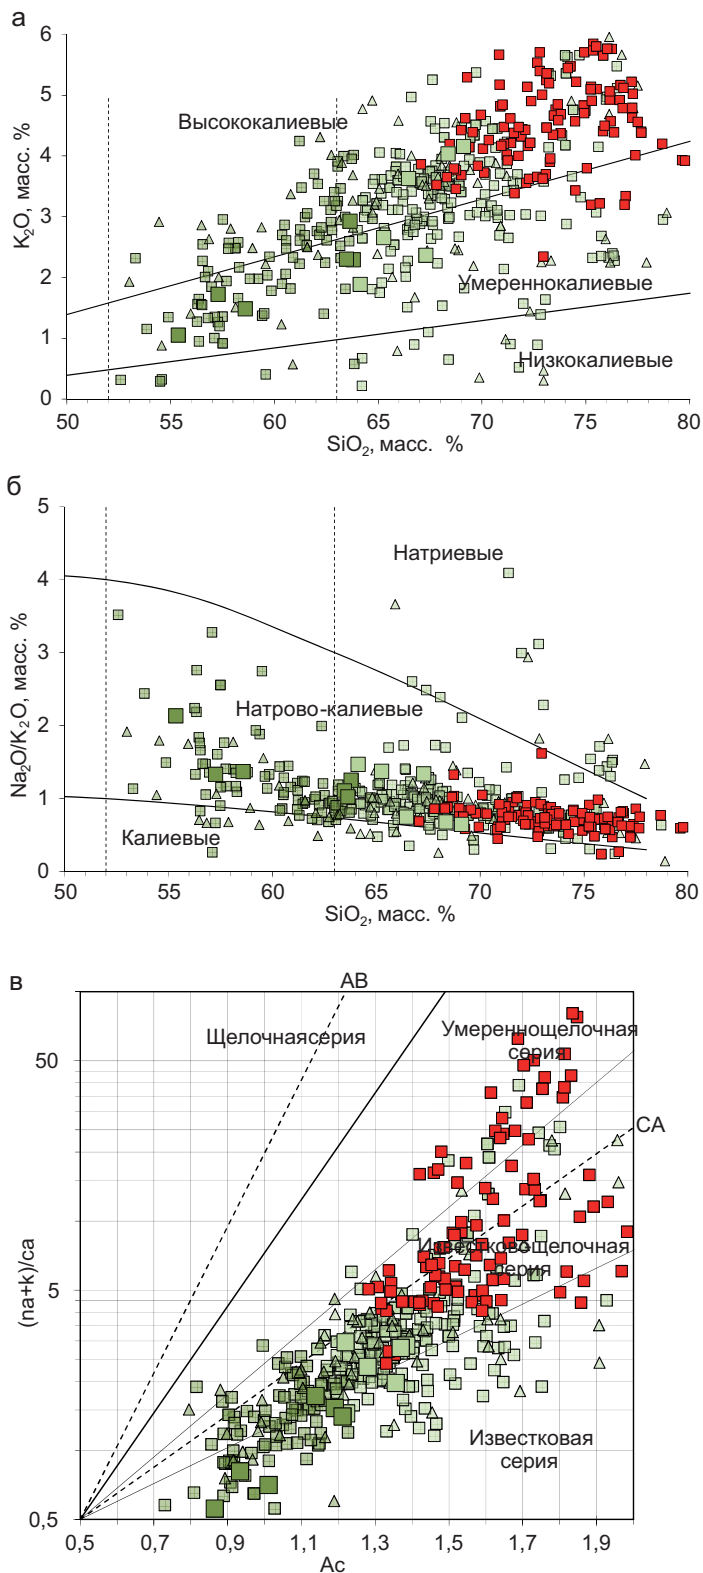 а
6
5
4
3
2
1
0
K₂O, масс. %
Высококалиевые
Умереннокалиевые
Низкокалиевые
50 55 60 65 70 75 80
SiO₂, масс. %
б
5
4
3
2
1
0
Na₂O/K₂O, масс. %
Натриевые
Натрово-калиевые
Калиевые
50 55 60 65 70 75 80
SiO₂, масс. %
в
AB
Щелочнаясерия
Умереннощелочная
серия
CA
50
5
0,5
(na+k)/ca
Известковощелочная
серия
Известковая
серия
0,5 0,7 0,9 1,1 1,3 1,5 1,7 1,9
Ac